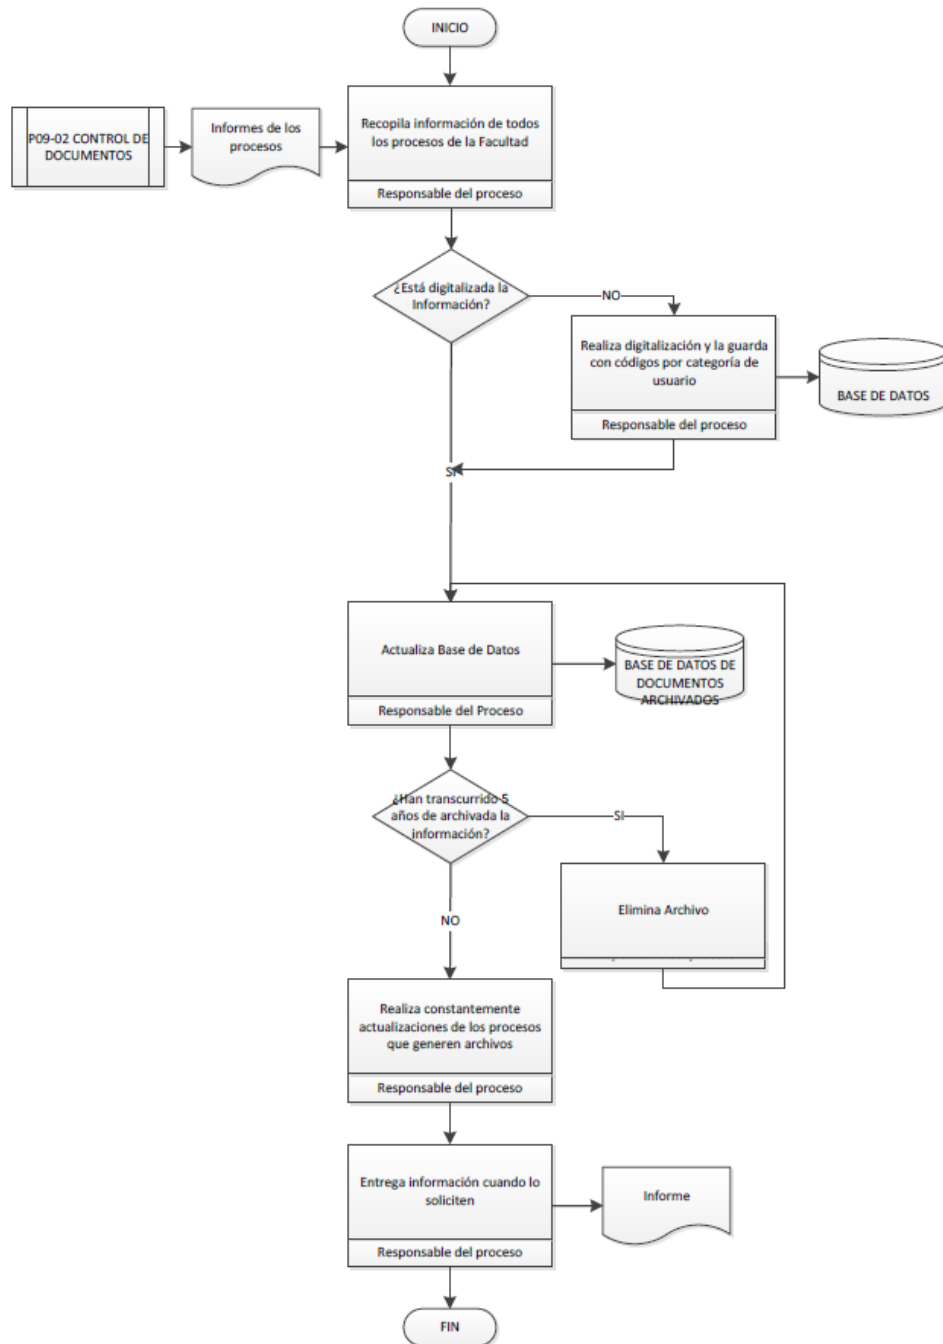 INICIO
P09-02 CONTROL DE
DOCUMENTOS
Informes de los
procesos
Recopila información de todos
los procesos de la Facultad
Responsable del proceso
¿Está digitalizada la
Información?
NO
Realiza digitalización y la guarda
con códigos por categoría de
usuario
Responsable del proceso
BASE DE DATOS
SI
Actualiza Base de Datos
Responsable del Proceso
BASE DE DATOS DE
DOCUMENTOS
ARCHIVADOS
¿Han transcurrido 5
años de archivada la
información?
SI
Elimina Archivo
NO
Realiza constantemente
actualizaciones de los procesos
que generen archivos
Responsable del proceso
Entrega información cuando lo
soliciten
Responsable del proceso
Informe
FIN